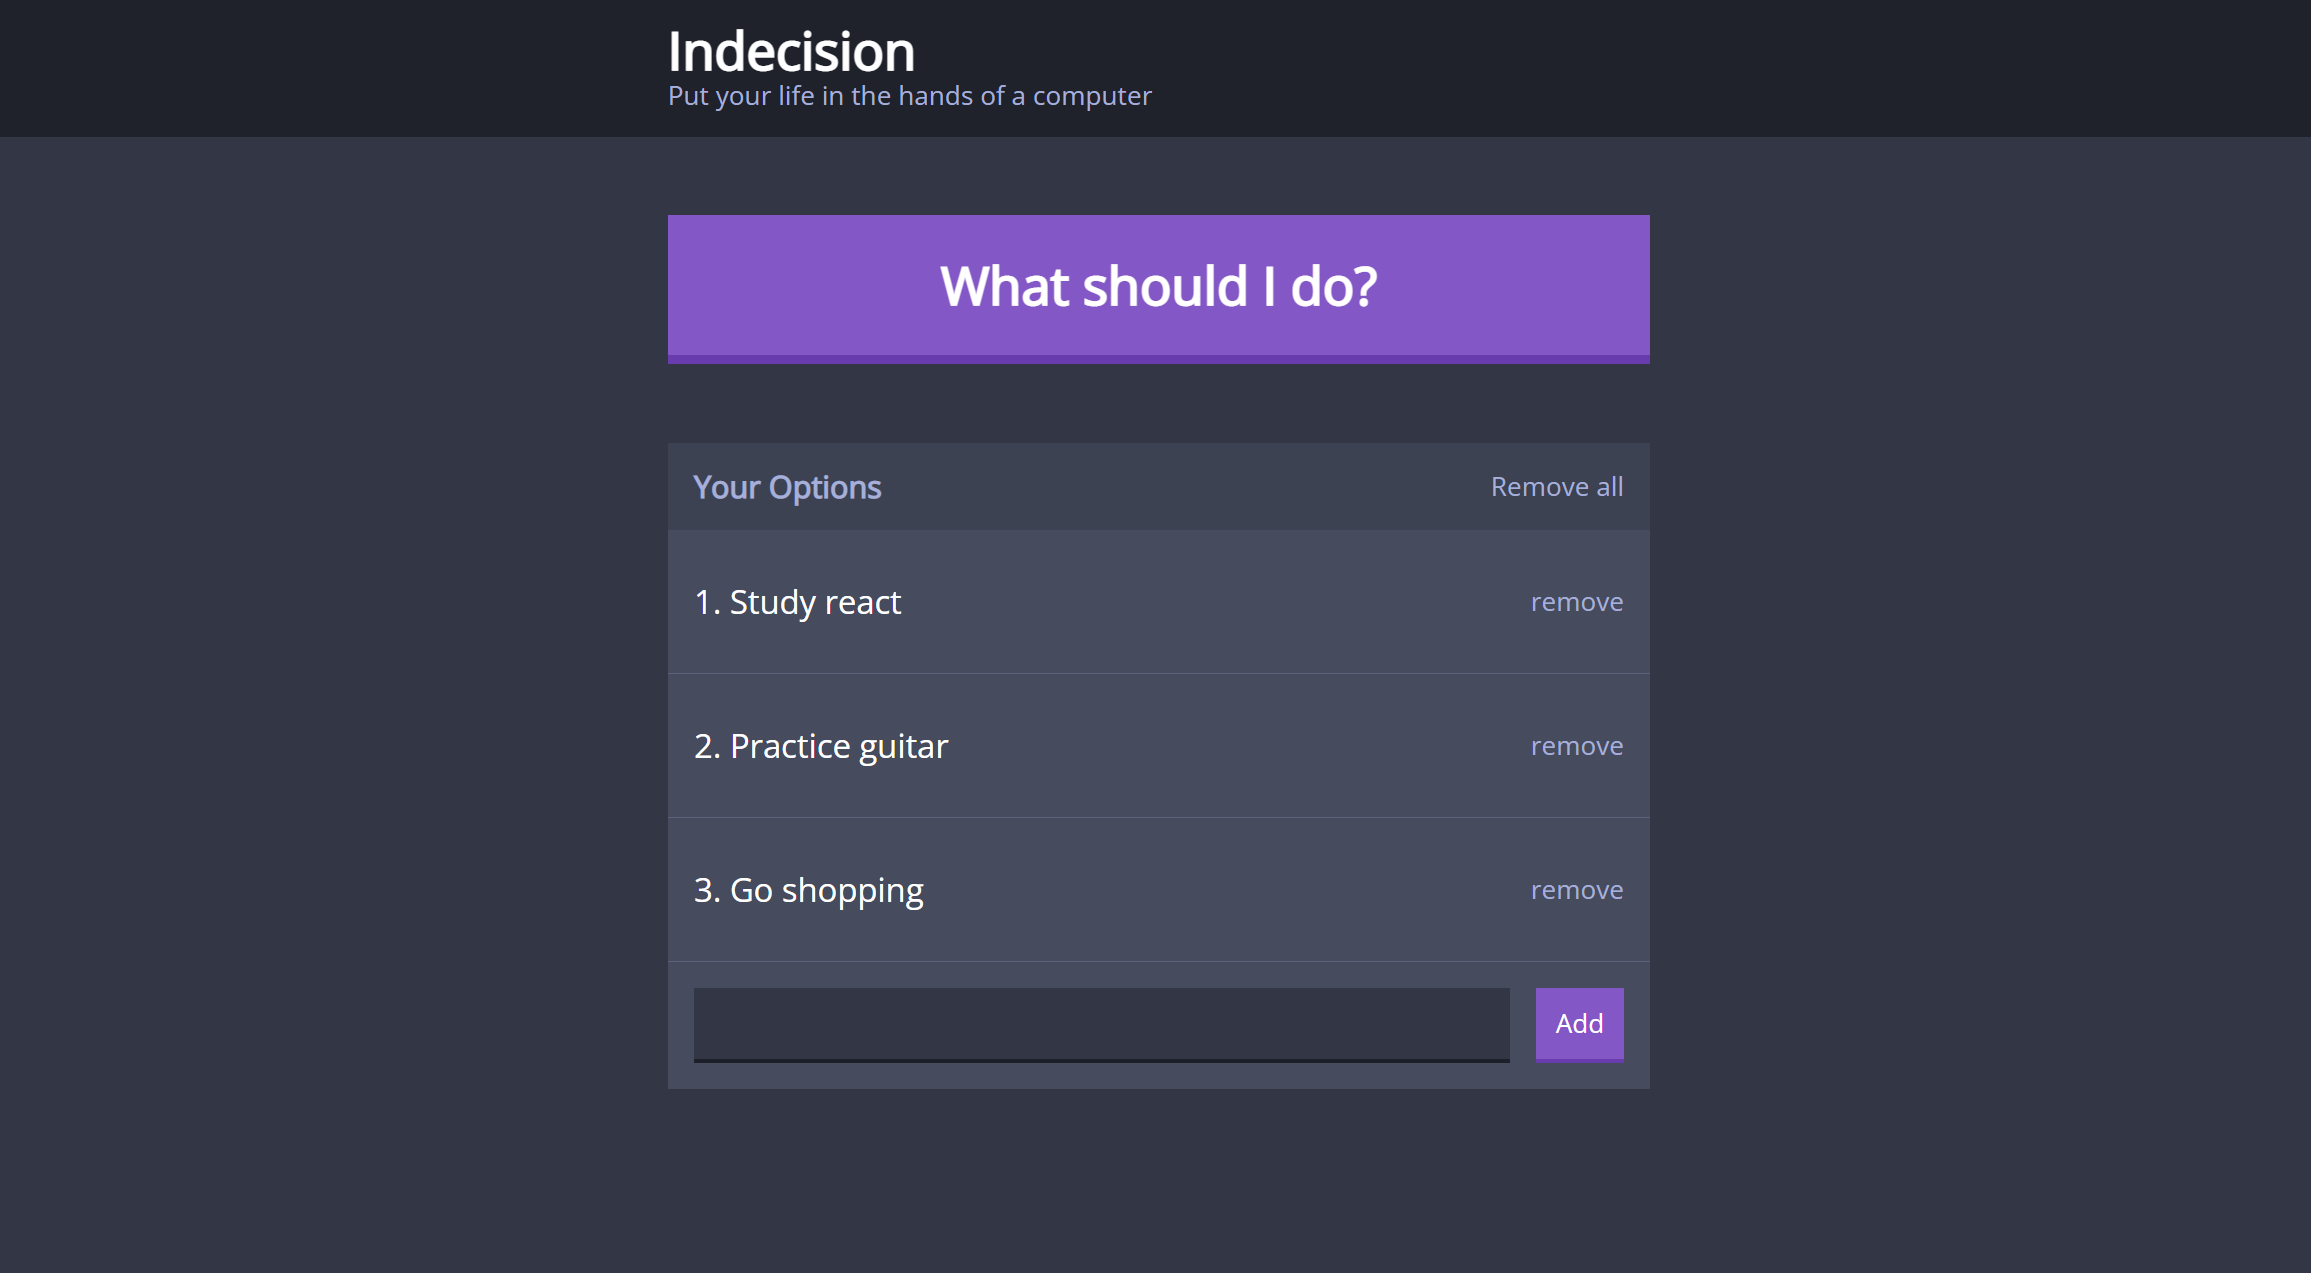 Indecision
Put your life in the hands of a computer
What should I do?
Your Options
Remove all
1. Study react
remove
2. Practice guitar
remove
3. Go shopping
remove
Add